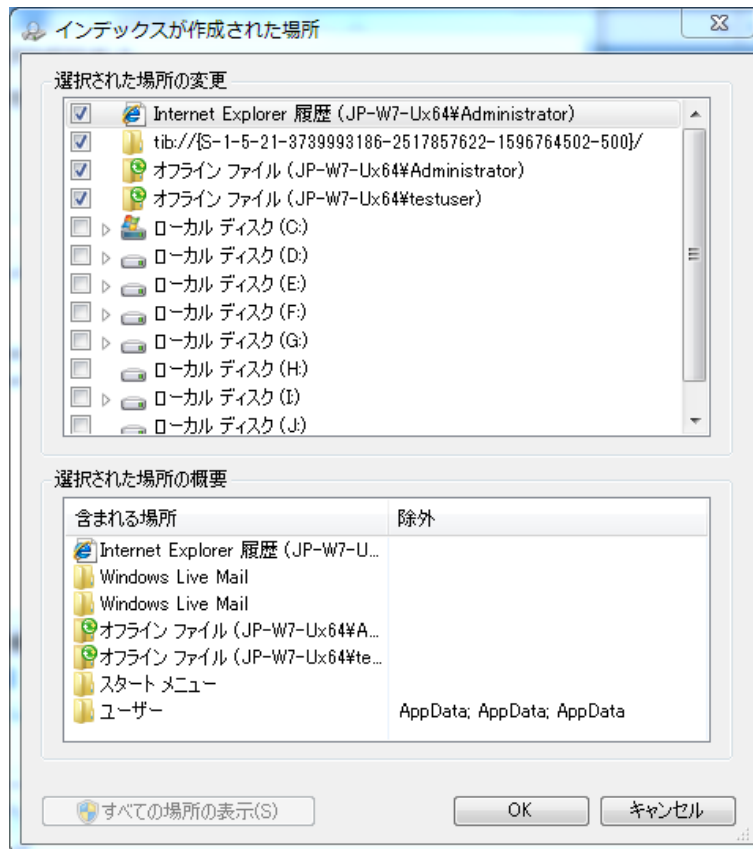 インデックスが作成された場所
選択された場所の変更
Internet Explorer 履歴 (JP-W7-Ux64¥Administrator)
tib://{S-1-5-21-3739993186-2517857622-1596764502-500}/
オフライン ファイル (JP-W7-Ux64¥Administrator)
オフライン ファイル (JP-W7-Ux64¥testuser)
ローカル ディスク (C:)
ローカル ディスク (D:)
ローカル ディスク (E:)
ローカル ディスク (F:)
ローカル ディスク (G:)
ローカル ディスク (H:)
ローカル ディスク (I:)
ローカル ディスク (J:)
選択された場所の概要
含まれる場所 除外
Internet Explorer 履歴 (JP-W7-U...
Windows Live Mail
Windows Live Mail
オフライン ファイル (JP-W7-Ux64¥A...
オフライン ファイル (JP-W7-Ux64¥te...
スタート メニュー
ユーザー AppData; AppData; AppData
すべての場所の表示(S) OK キャンセル